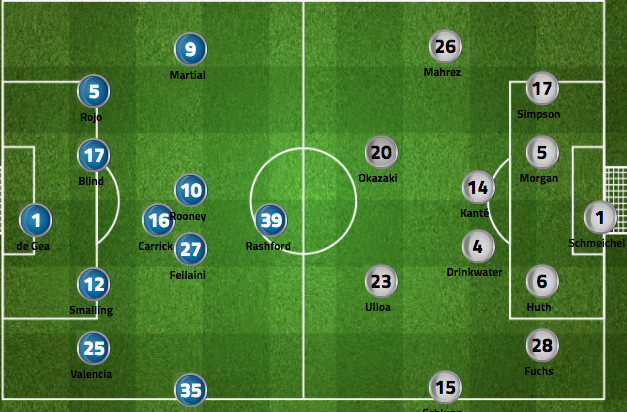 9
Martial
26
Mahrez
5
Rojo
17
Simpson
17
Blind
20
Okazaki
5
Morgan
10
Rooney
14
Kanté
1
de Gea
16
Carrick
39
Rashford
1
Schmeichel
27
Fellaini
4
Drinkwater
12
Smalling
23
Ulloa
6
Huth
25
Valencia
28
Fuchs
35
15